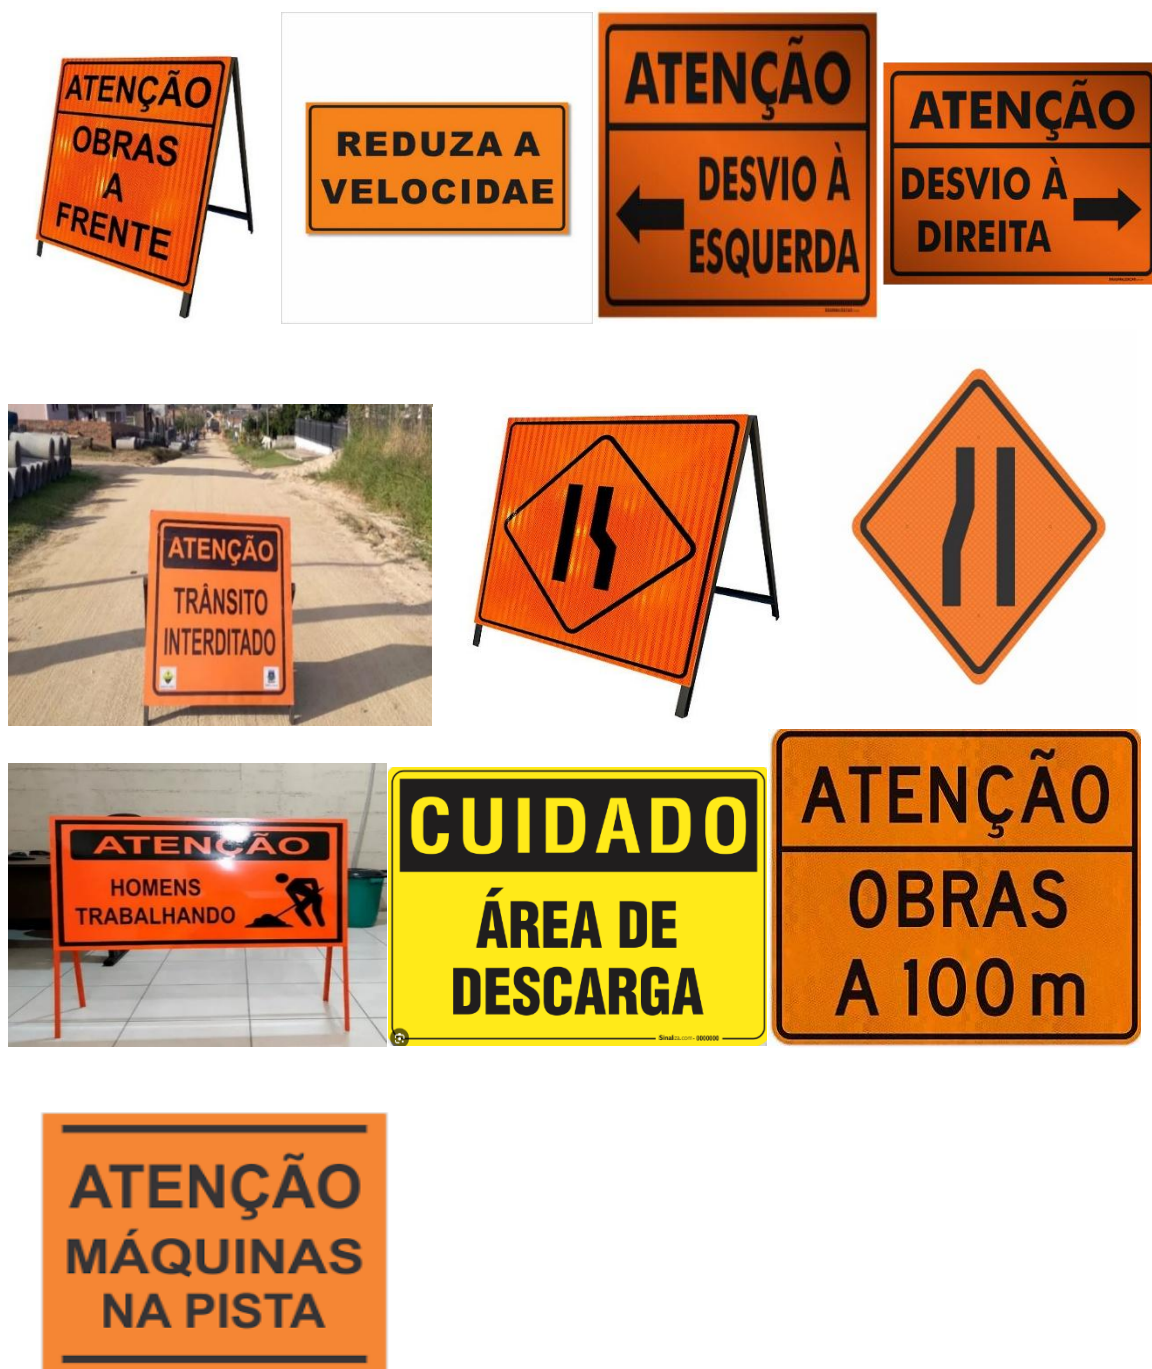 ATENÇÃO
OBRAS
A
FRENTE
REDUZA A
VELOCIDAE
ATENÇÃO
DESVIO À
ESQUERDA
ATENÇÃO
DESVIO À
DIREITA
ATENÇÃO
TRÂNSITO
INTERDITADO
ATENÇÃO
HOMENS
TRABALHANDO
CUIDADO
ÁREA DE
DESCARGA
ATENÇÃO
OBRAS
A 100 m
ATENÇÃO
MÁQUINAS
NA PISTA